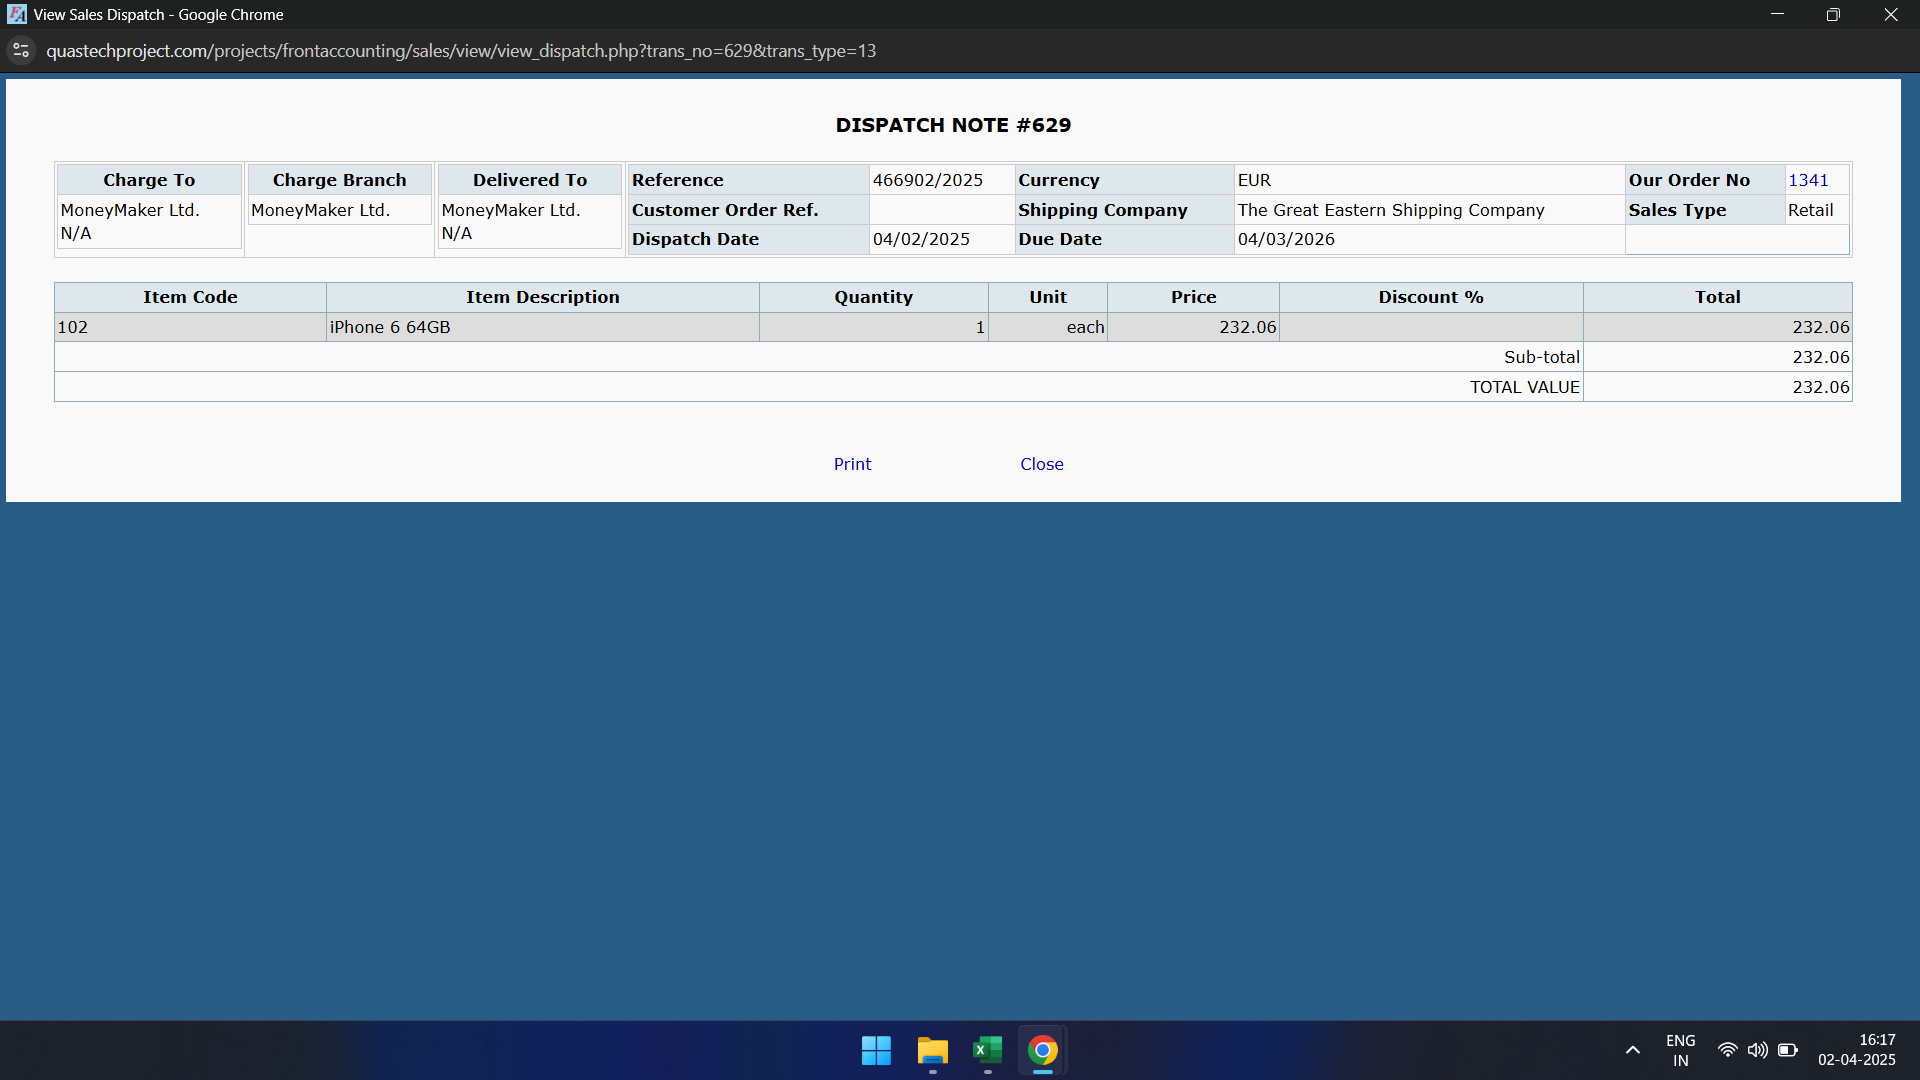 View Sales Dispatch - Google Chrome
quastechproject.com/projects/frontaccounting/sales/view/view_dispatch.php?trans_no=629&trans_type=13
DISPATCH NOTE #629
Charge To
MoneyMaker Ltd.
N/A
Charge Branch
MoneyMaker Ltd.
Delivered To
MoneyMaker Ltd.
N/A
Reference 466902/2025 Currency EUR Our Order No 1341
Customer Order Ref. Shipping Company The Great Eastern Shipping Company Sales Type Retail
Dispatch Date 04/02/2025 Due Date 04/03/2026
Item Code Item Description Quantity Unit Price Discount % Total
102 iPhone 6 64GB 1 each 232.06 232.06
Sub-total 232.06
TOTAL VALUE 232.06
Print Close
ENG
IN
16:17
02-04-2025